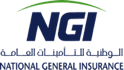 NGI
الوطنية للتأمينات العامة
NATIONAL GENERAL INSURANCE